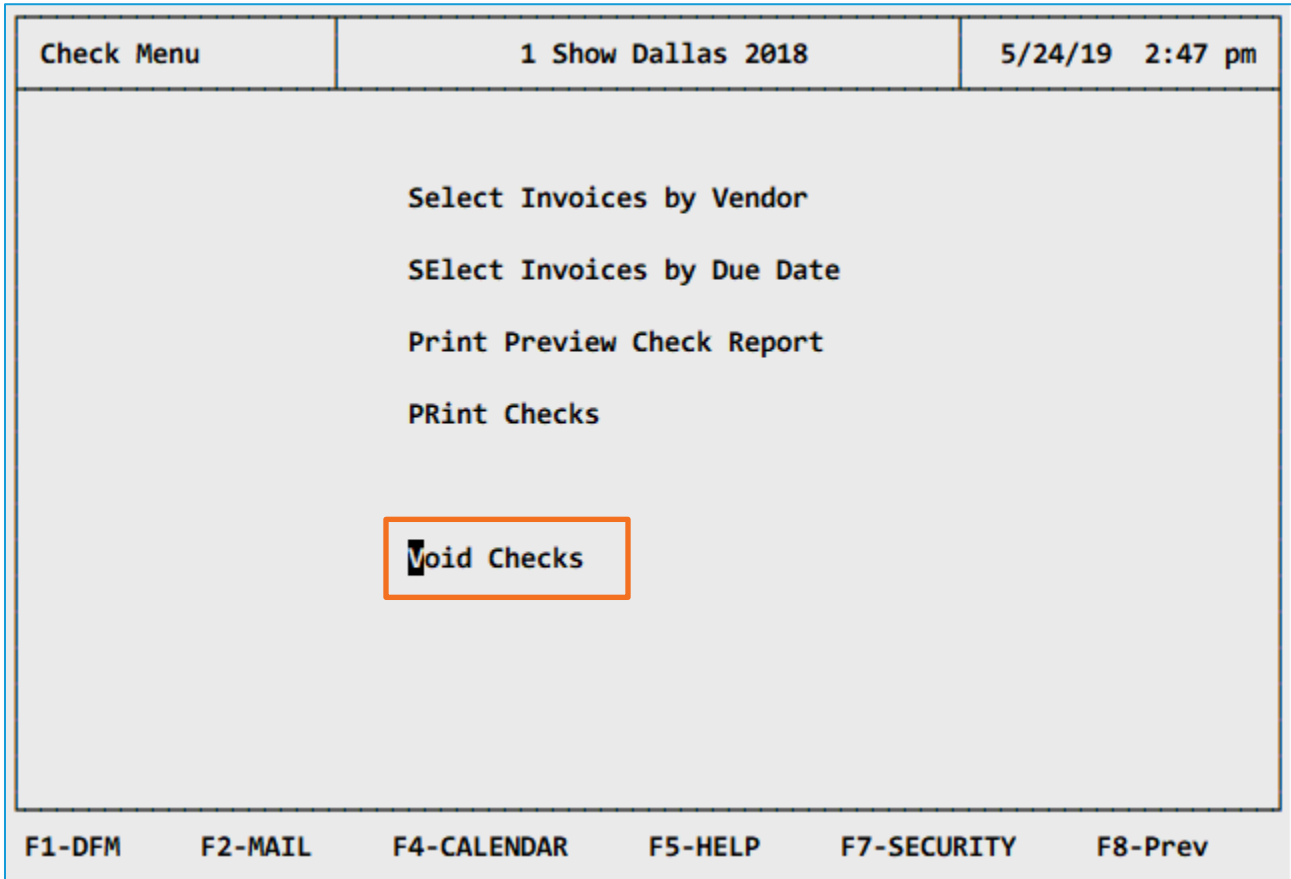 Check Menu 1 Show Dallas 2018 5/24/19 2:47 pm
Select Invoices by Vendor
SElect Invoices by Due Date
Print Preview Check Report
PRint Checks
Void Checks
F1-DFM F2-MAIL F4-CALENDAR F5-HELP F7-SECURITY F8-Prev